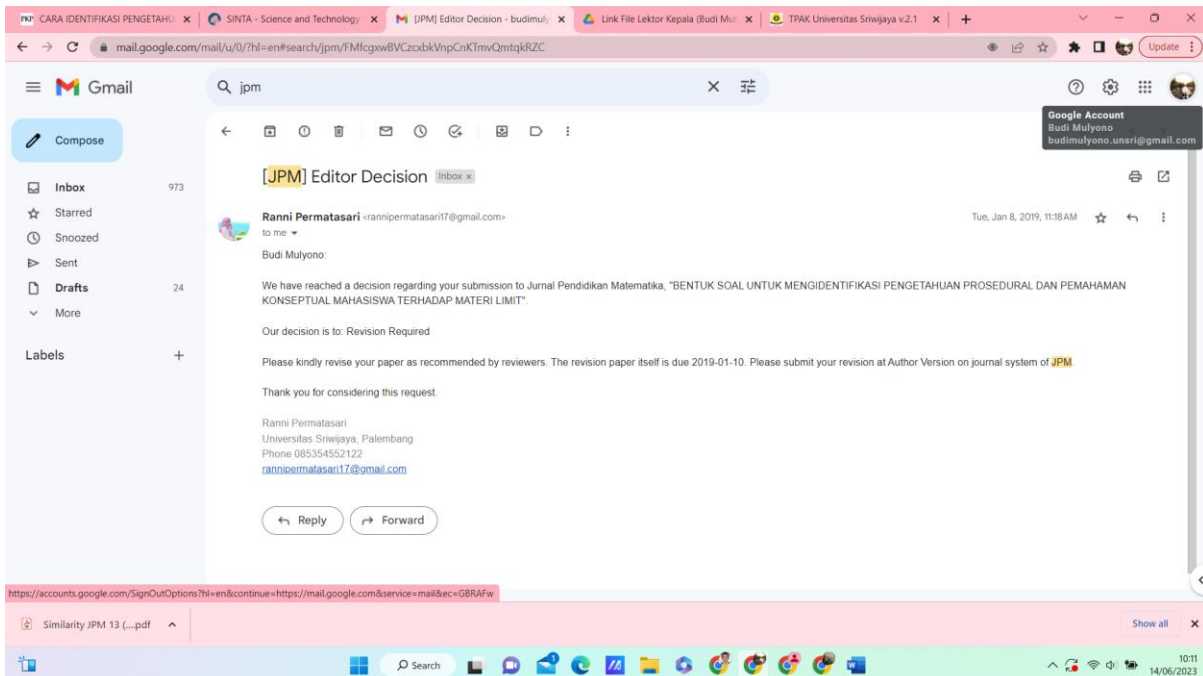 PKP CARA IDENTIFIKASI PENGETAHU
SINTA - Science and Technology
[JPM] Editor Decision - budimuly
Link File Lektor Kepala (Budi Mul
TPAK Universitas Sriwijaya v.2.1
mail.google.com/mail/u/0/?hl=en#search/jpm/FMfcgxwBVCzcxbkVnpCnKTmvQmtqkRZC
Update
Gmail
jpm
Google Account
Budi Mulyono
budimulyono.unsri@gmail.com
Compose
[JPM] Editor Decision Inbox x
Inbox 973
Starred
Snoozed
Sent
Drafts 24
More
Labels
Ranni Permatasari <rannipermatasari17@gmail.com> Tue, Jan 8, 2019, 11:18 AM
to me
Budi Mulyono:
We have reached a decision regarding your submission to Jurnal Pendidikan Matematika, "BENTUK SOAL UNTUK MENGIDENTIFIKASI PENGETAHUAN PROSEDURAL DAN PEMAHAMAN
KONSEPTUAL MAHASISWA TERHADAP MATERI LIMIT".
Our decision is to: Revision Required
Please kindly revise your paper as recommended by reviewers. The revision paper itself is due 2019-01-10. Please submit your revision at Author Version on journal system of JPM.
Thank you for considering this request.
Ranni Permatasari
Universitas Sriwijaya, Palembang
Phone 085354552122
rannipermatasari17@gmail.com
Reply Forward
https://accounts.google.com/SignOutOptions?hl=en&continue=https://mail.google.com&service=mail&ec=GBRAFw
Similarity JPM 13 (....pdf
Show all
Search
10:11
14/06/2023